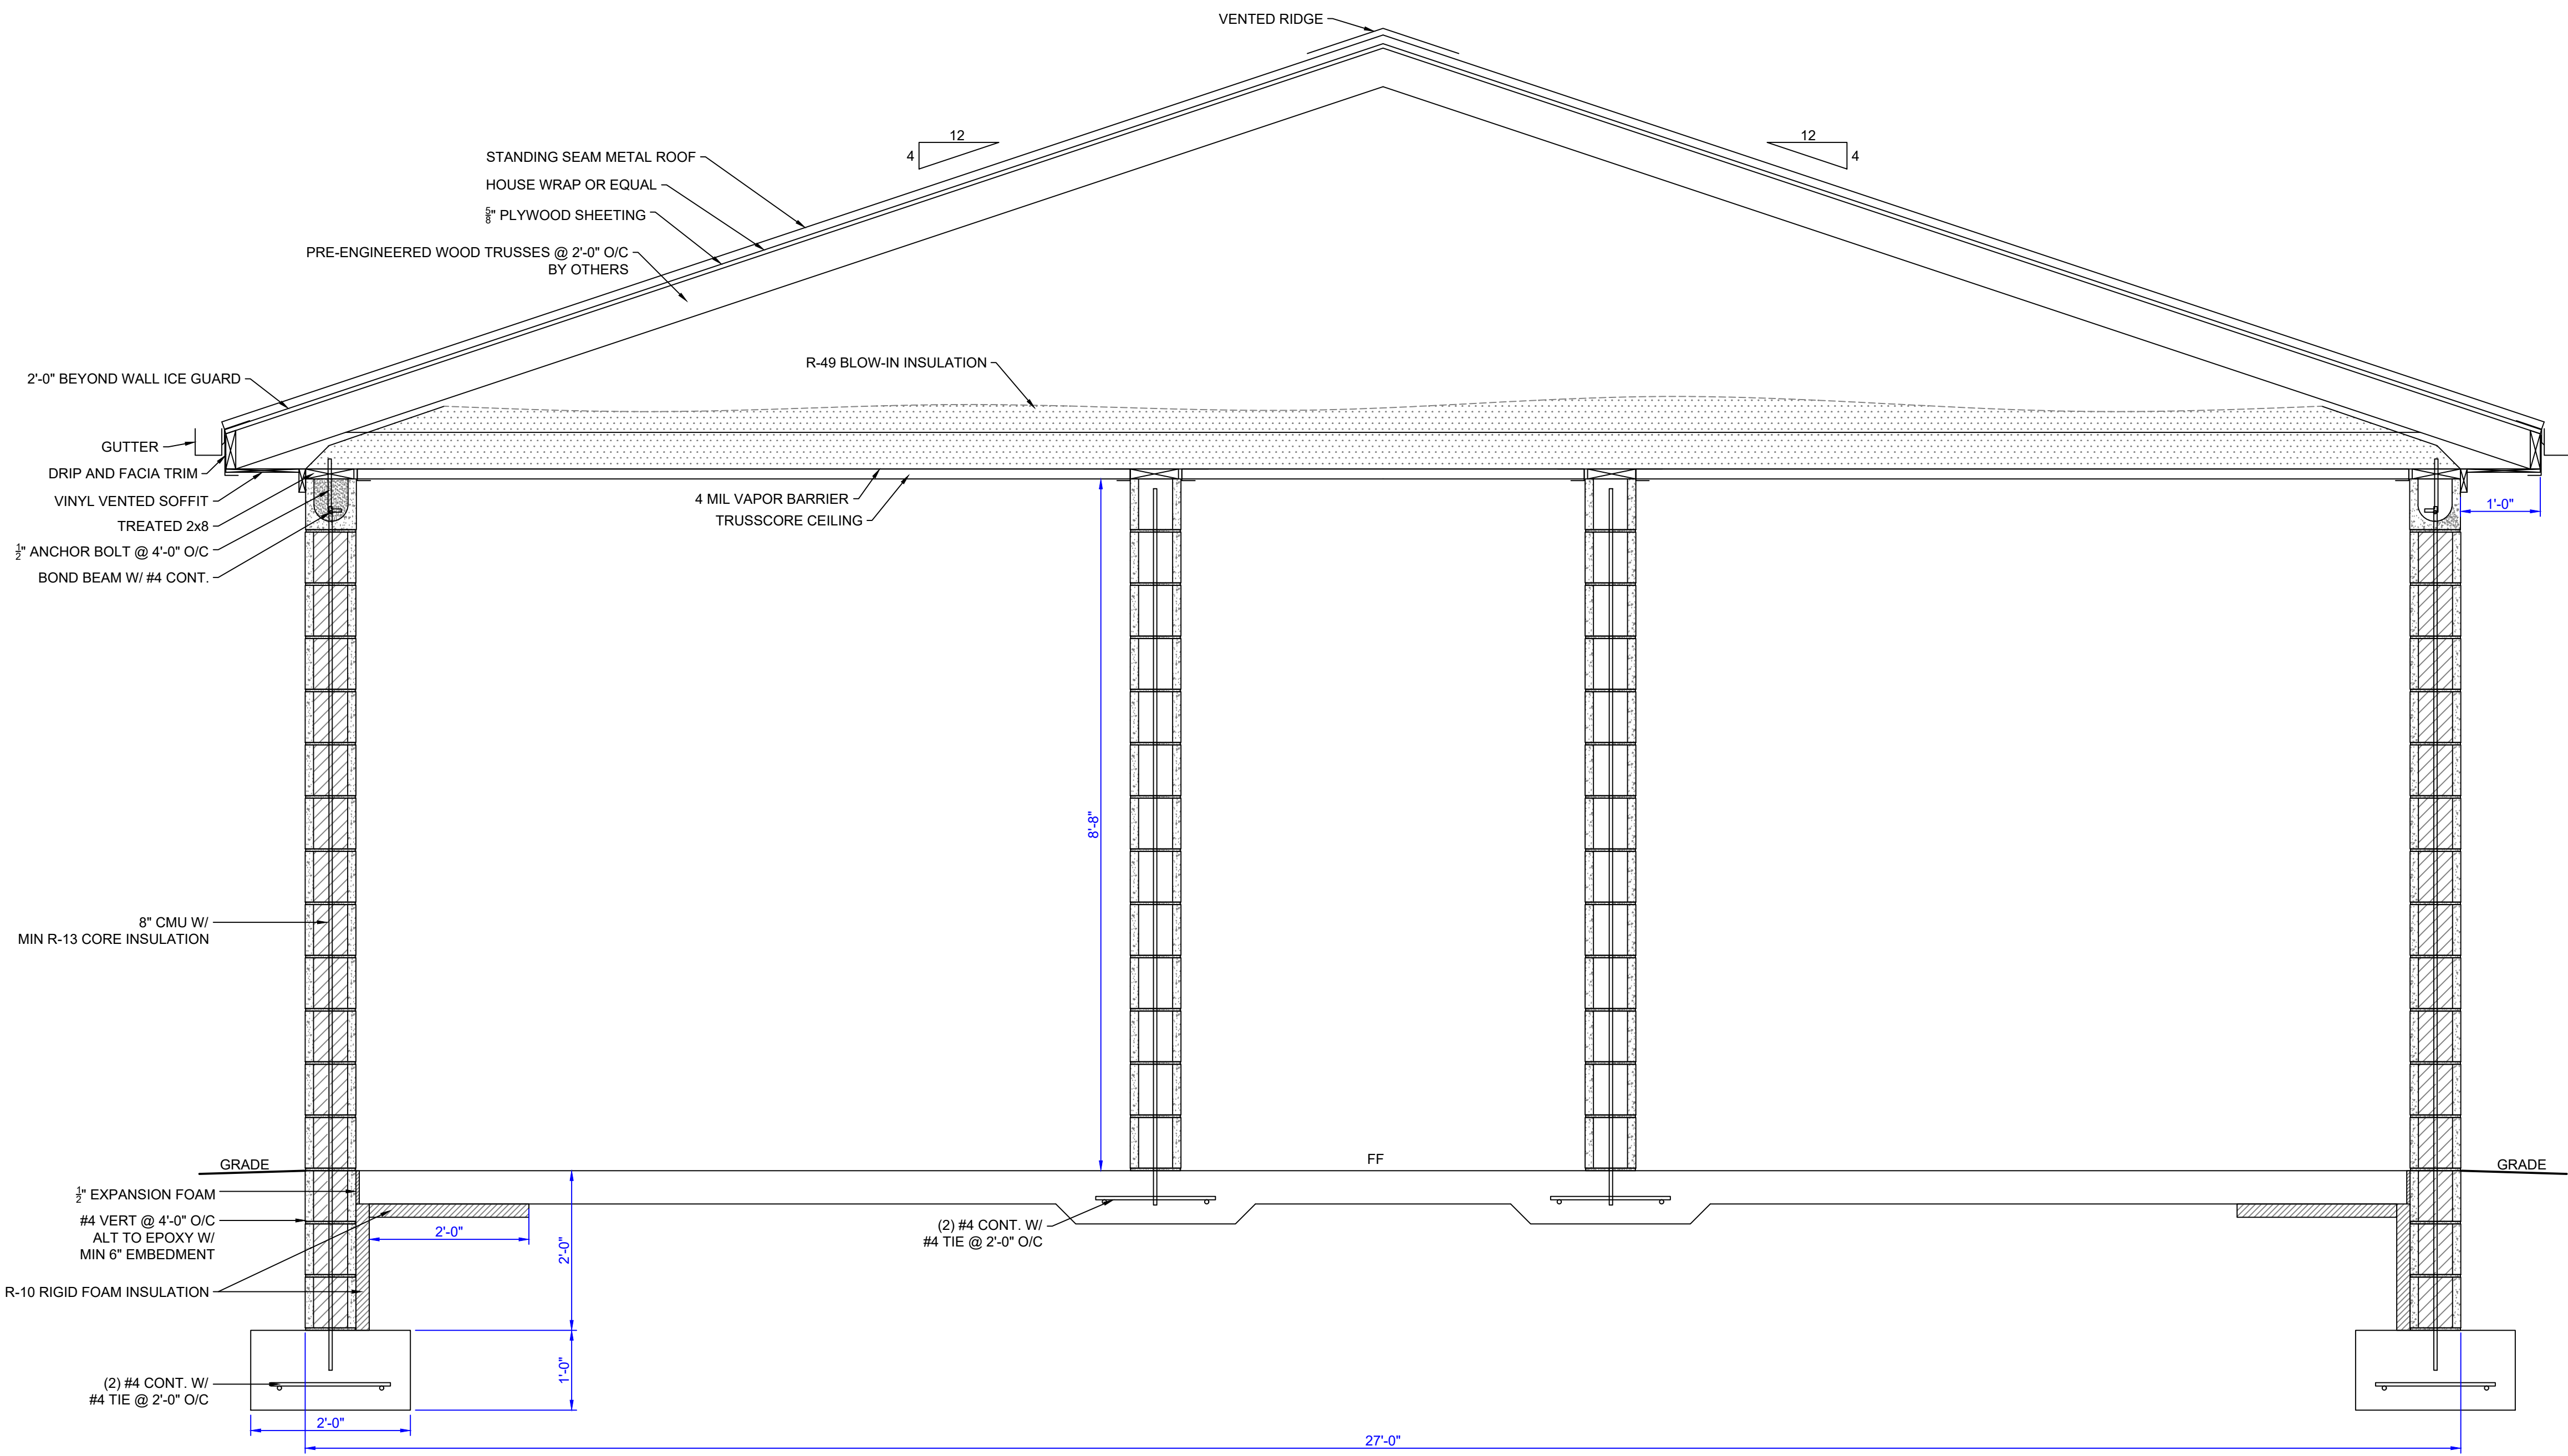 VENTED RIDGE
12
4
12
4
STANDING SEAM METAL ROOF
HOUSE WRAP OR EQUAL
5/8" PLYWOOD SHEETING
PRE-ENGINEERED WOOD TRUSSES @ 2'-0" O/C
BY OTHERS
R-49 BLOW-IN INSULATION
2'-0" BEYOND WALL ICE GUARD
GUTTER
DRIP AND FACIA TRIM
VINYL VENTED SOFFIT
TREATED 2x8
1/2" ANCHOR BOLT @ 4'-0" O/C
BOND BEAM W/ #4 CONT.
4 MIL VAPOR BARRIER
TRUSSCORE CEILING
1'-0"
8'-8"
8" CMU W/
MIN R-13 CORE INSULATION
GRADE
FF
GRADE
1/2" EXPANSION FOAM
#4 VERT @ 4'-0" O/C
ALT TO EPOXY W/
MIN 6" EMBEDMENT
R-10 RIGID FOAM INSULATION
2'-0"
2'-0"
(2) #4 CONT. W/
#4 TIE @ 2'-0" O/C
1'-0"
(2) #4 CONT. W/
#4 TIE @ 2'-0" O/C
2'-0"
27'-0"